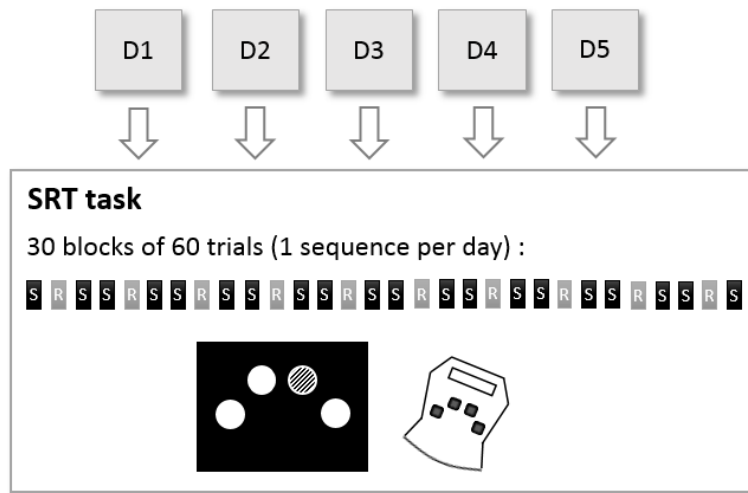 D1 D2 D3 D4 D5
SRT task
30 blocks of 60 trials (1 sequence per day) :
S R S S R S S R S S R S S R S S R S S R S S R S S R S S R S